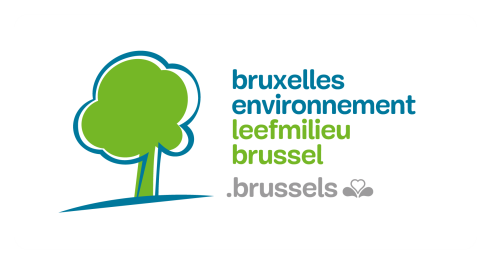 bruxelles
environnement
leefmilieu
brussel
.brussels